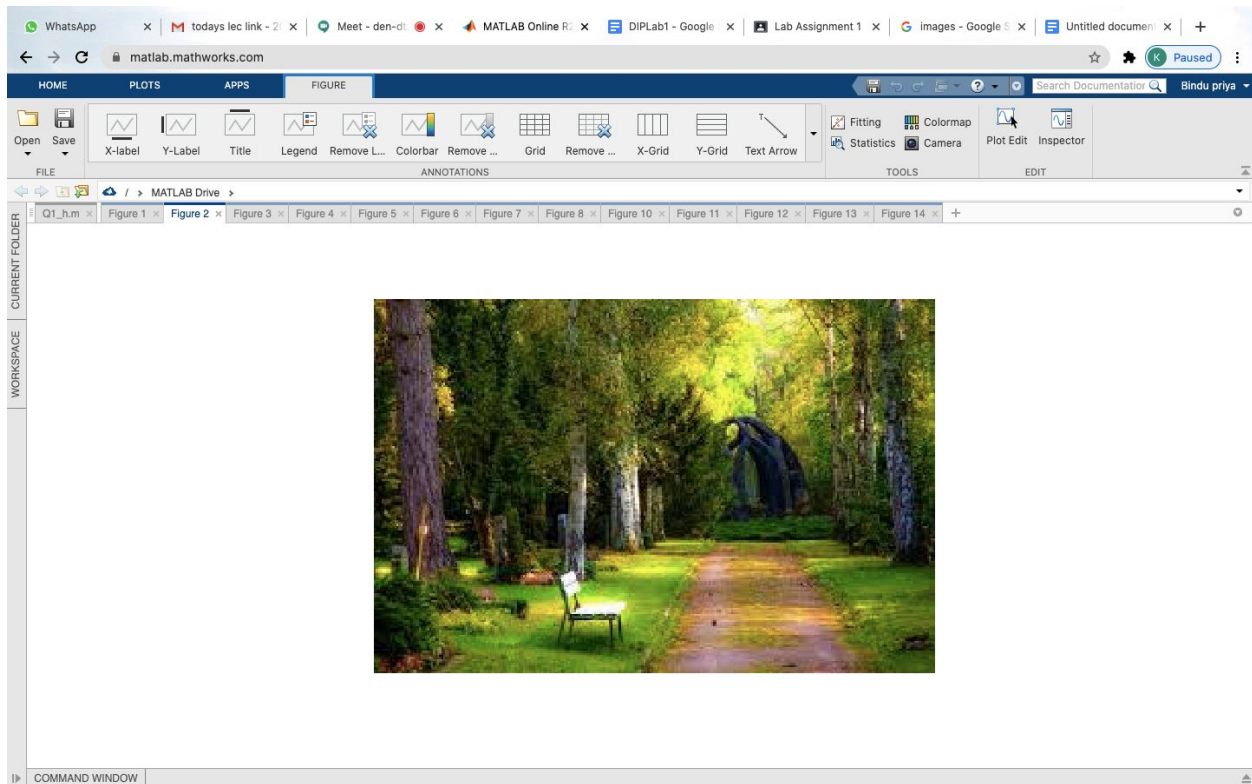 WhatsApp M todays lec link - 2 Meet - den-dt MATLAB Online R2 DIPLab1 - Google Lab Assignment 1 G images - Google S Untitled document
matlab.mathworks.com K Paused
HOME PLOTS APPS FIGURE Search Documentation Bindu priya
Open Save X-label Y-Label Title Legend Remove L... Colorbar Remove ... Grid Remove ... X-Grid Y-Grid Text Arrow Fitting Colormap Statistics Camera Plot Edit Inspector
FILE ANNOTATIONS TOOLS EDIT
/ > MATLAB Drive >
Q1_h.m Figure 1 Figure 2 Figure 3 Figure 4 Figure 5 Figure 6 Figure 7 Figure 8 Figure 10 Figure 11 Figure 12 Figure 13 Figure 14 +
CURRENT FOLDER
WORKSPACE
COMMAND WINDOW